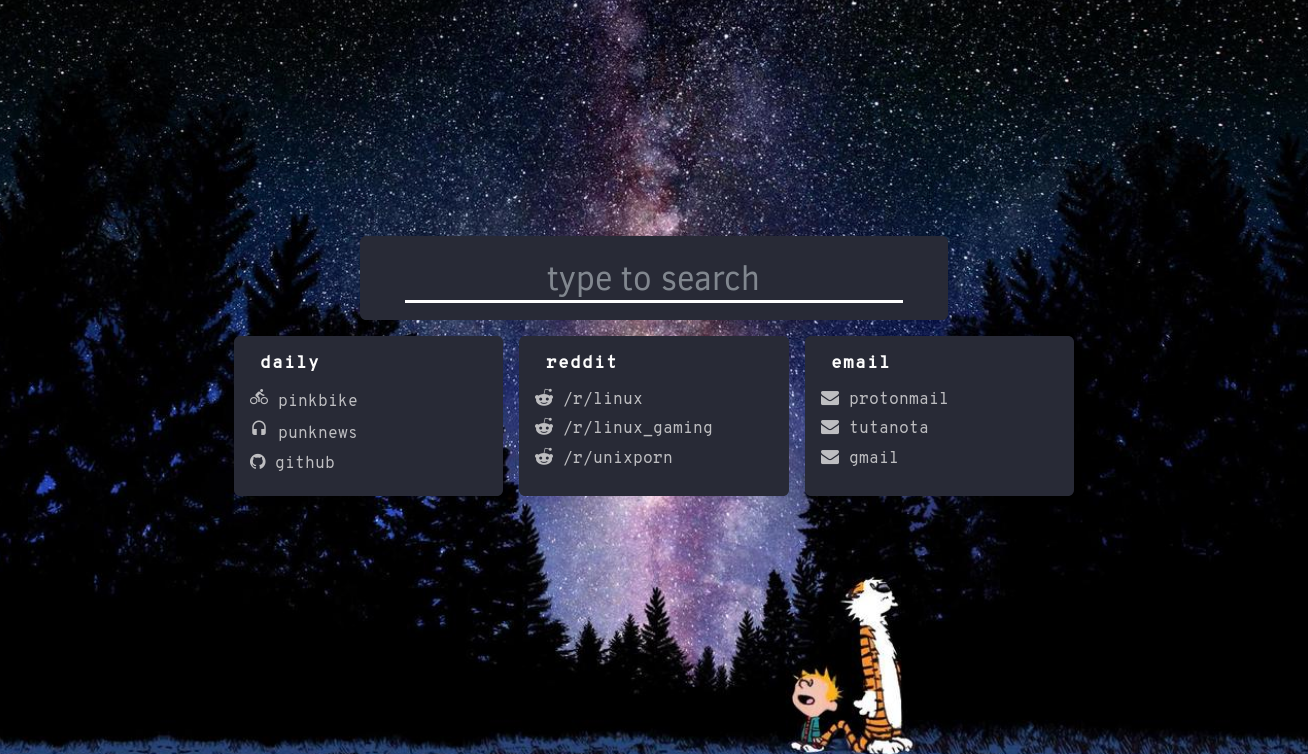 type to search
daily
pinkbike
punknews
github
reddit
/r/linux
/r/linux_gaming
/r/unixporn
email
protonmail
tutanota
gmail